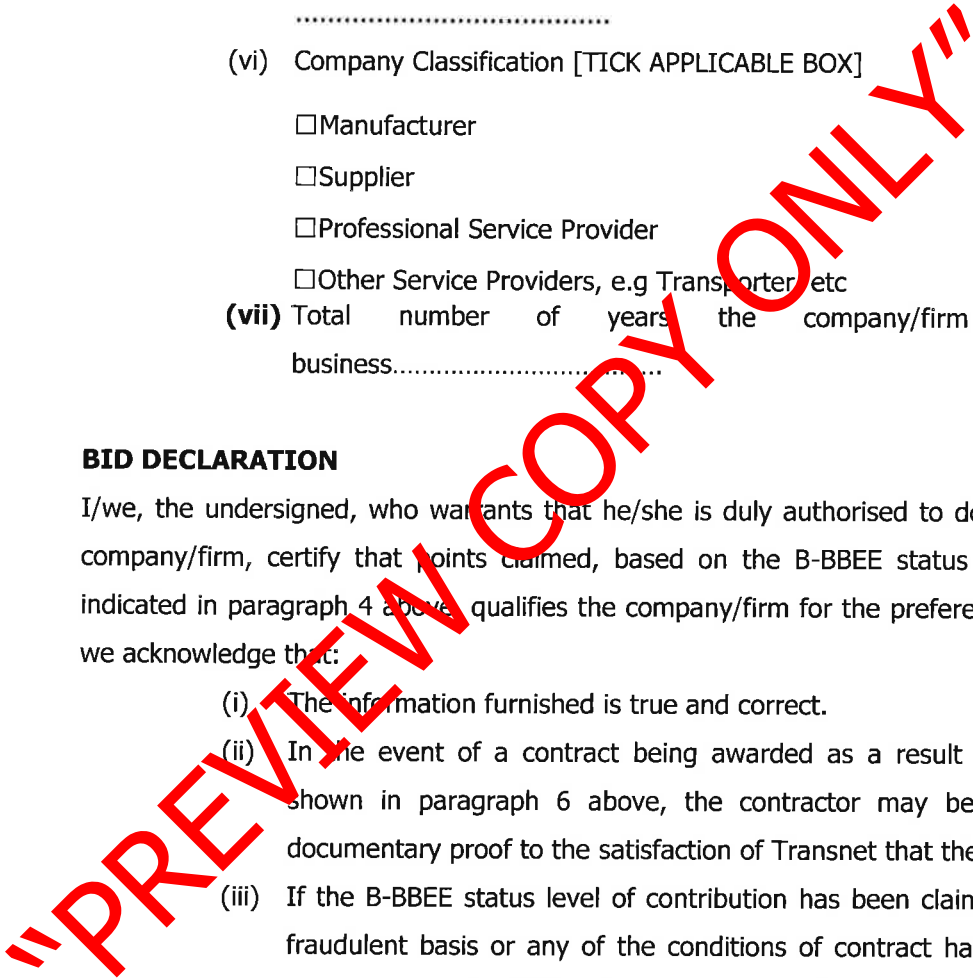 .......................................
(vi) Company Classification [TICK APPLICABLE BOX]
☐Manufacturer
☐Supplier
☐Professional Service Provider
☐Other Service Providers, e.g Transporter, etc
(vii) Total number of years the company/firm
business.....................................
BID DECLARATION
I/we, the undersigned, who warrants that he/she is duly authorised to do
company/firm, certify that points claimed, based on the B-BBEE status
indicated in paragraph 4 above, qualifies the company/firm for the prefere
we acknowledge that:
(i) The information furnished is true and correct.
(ii) In the event of a contract being awarded as a result
shown in paragraph 6 above, the contractor may be
documentary proof to the satisfaction of Transnet that the
(iii) If the B-BBEE status level of contribution has been claim
fraudulent basis or any of the conditions of contract ha
"PREVIEW COPY ONLY"